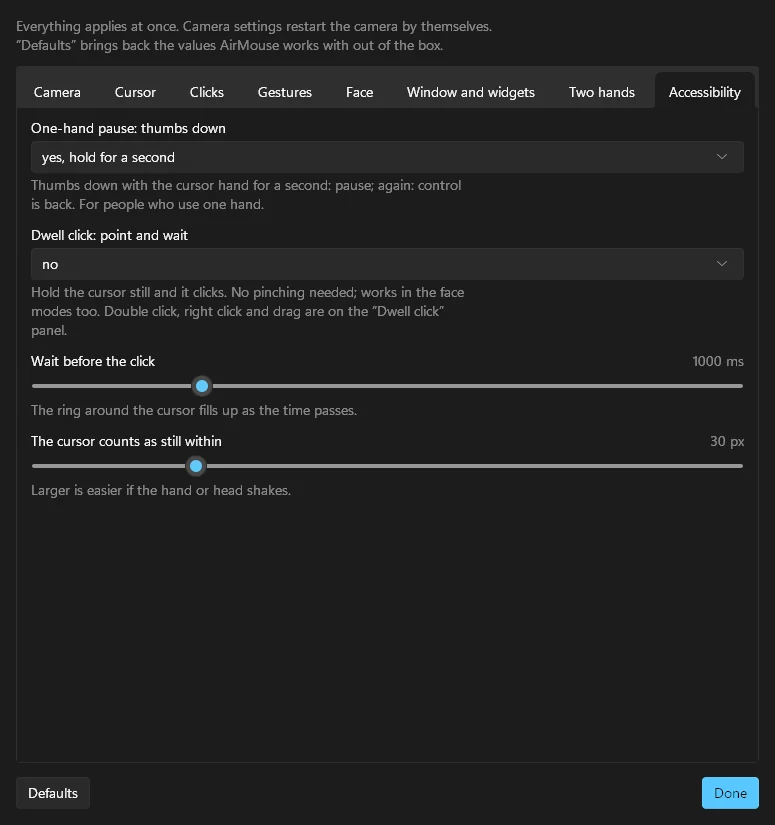 Everything applies at once. Camera settings restart the camera by themselves.
“Defaults” brings back the values AirMouse works with out of the box.
Camera Cursor Clicks Gestures Face Window and widgets Two hands Accessibility
One-hand pause: thumbs down
yes, hold for a second
Thumbs down with the cursor hand for a second: pause; again: control
is back. For people who use one hand.
Dwell click: point and wait
no
Hold the cursor still and it clicks. No pinching needed; works in the face
modes too. Double click, right click and drag are on the “Dwell click”
panel.
Wait before the click 1000 ms
The ring around the cursor fills up as the time passes.
The cursor counts as still within 30 px
Larger is easier if the hand or head shakes.
Defaults Done